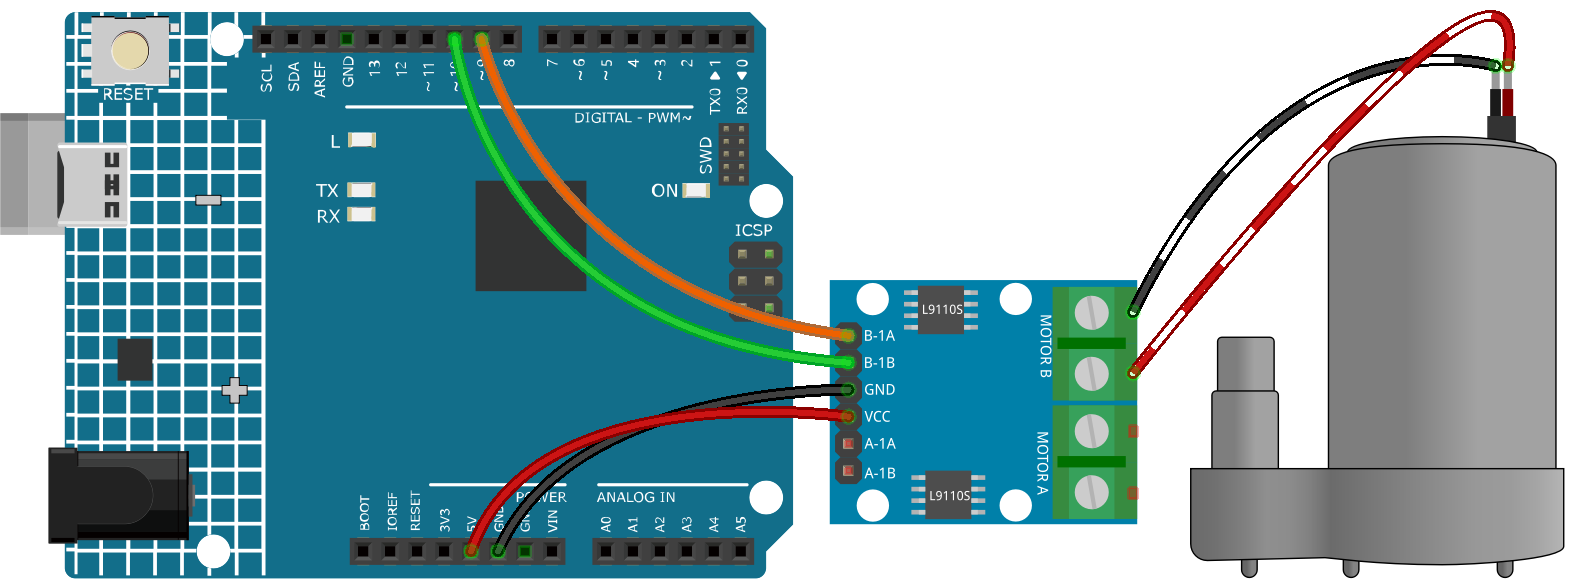 RESET
SCL
SDA
AREF
GND
13
12
~11
~10
~9
8
7
~6
~5
4
~3
2
TX0 ▶ 1
RX0 ◀ 0
DIGITAL - PWM~
L
TX
RX
ON
SWD
ICSP
L9110S
B-1A
B-1B
GND
VCC
A-1A
A-1B
MOTOR B
MOTOR A
L9110S
POWER
ANALOG IN
BOOT
IOREF
RESET
3V3
5V
GND
GND
VIN
A0
A1
A2
A3
A4
A5